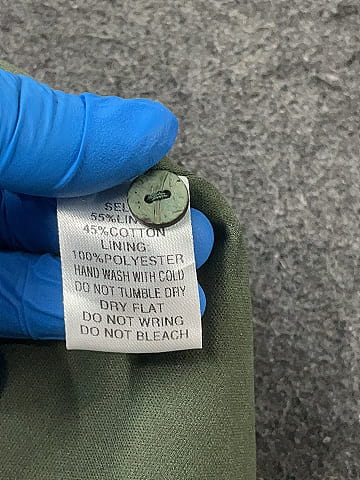 SEL
55%LIN
45%COTTON
LINING:
100%POLYESTER
HAND WASH WITH COLD
DO NOT TUMBLE DRY
DRY FLAT
DO NOT WRING
DO NOT BLEACH